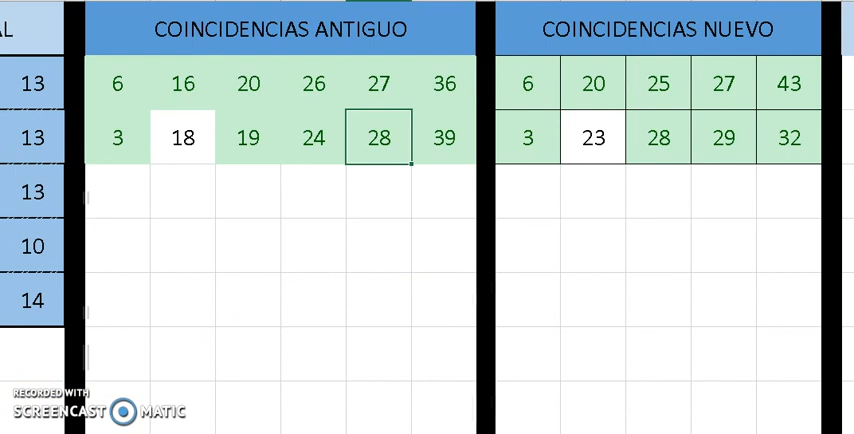 AL COINCIDENCIAS ANTIGUO COINCIDENCIAS NUEVO
13 6 16 20 26 27 36 6 20 25 27 43
13 3 18 19 24 28 39 3 23 28 29 32
13
10
14
RECORDED WITH
SCREENCAST MATIC